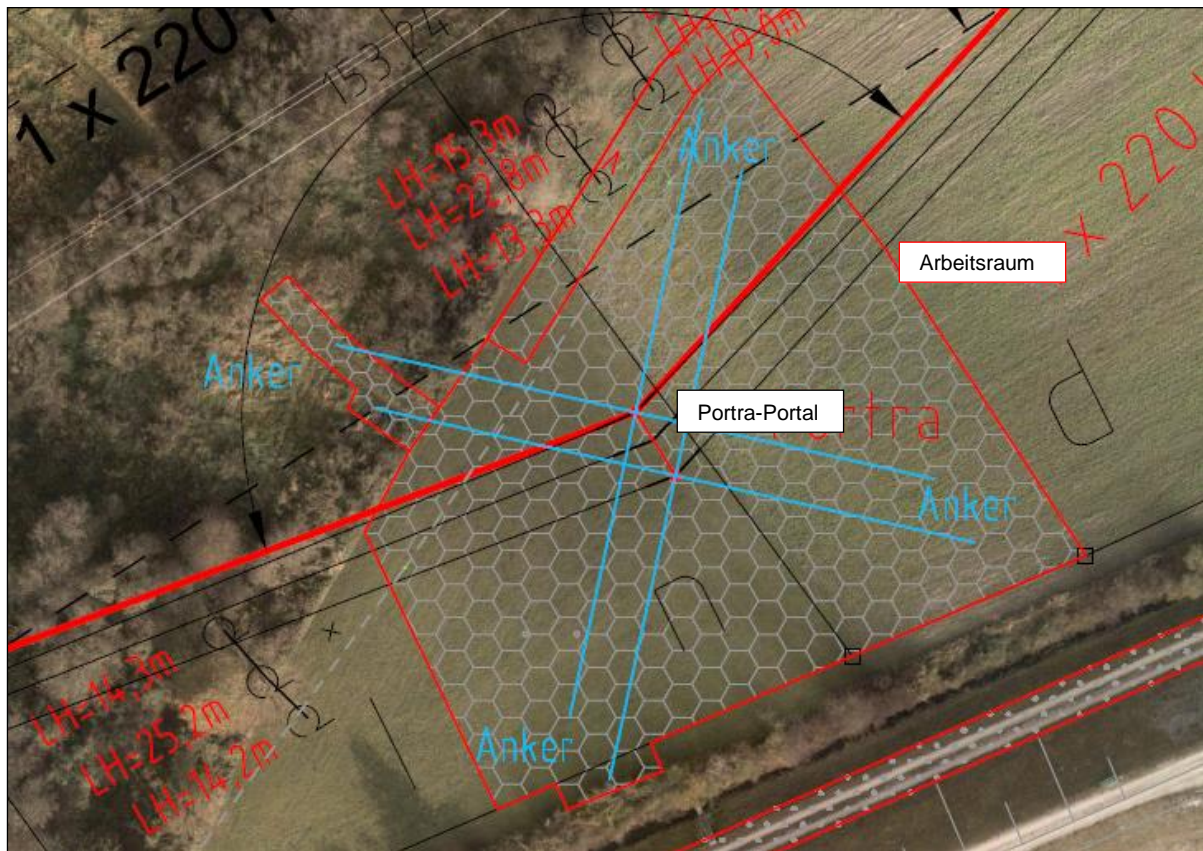 1 x 220
153,24
LH=9,0m
LH=15,3m
LH=22,8m
LH=13,3m
Anker
x 220
Arbeitsraum
Anker
Portra-Portal
Anker
LH=14,3m
LH=25,2m
LH=14,2m
Anker